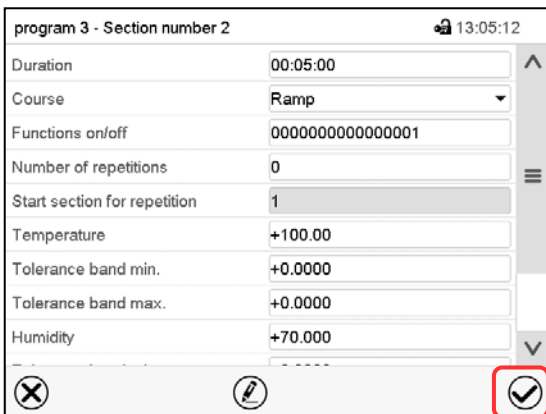 program 3 - Section number 2 13:05:12
Duration 00:05:00
Course Ramp
Functions on/off 0000000000000001
Number of repetitions 0
Start section for repetition 1
Temperature +100.00
Tolerance band min. +0.0000
Tolerance band max. +0.0000
Humidity +70.000